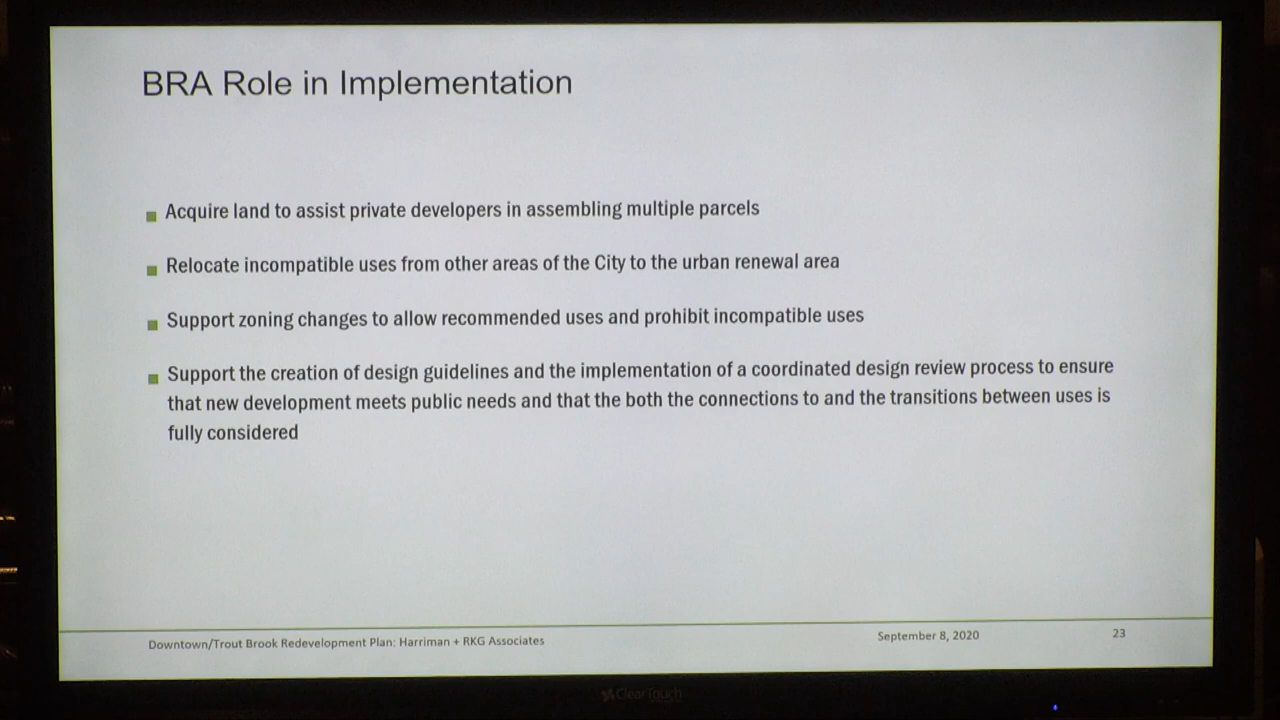 BRA Role in Implementation
Acquire land to assist private developers in assembling multiple parcels
Relocate incompatible uses from other areas of the City to the urban renewal area
Support zoning changes to allow recommended uses and prohibit incompatible uses
Support the creation of design guidelines and the implementation of a coordinated design review process to ensure
that new development meets public needs and that the both the connections to and the transitions between uses is
fully considered
Downtown/Trout Brook Redevelopment Plan: Harriman + RKG Associates
September 8, 2020
23
ClearTouch